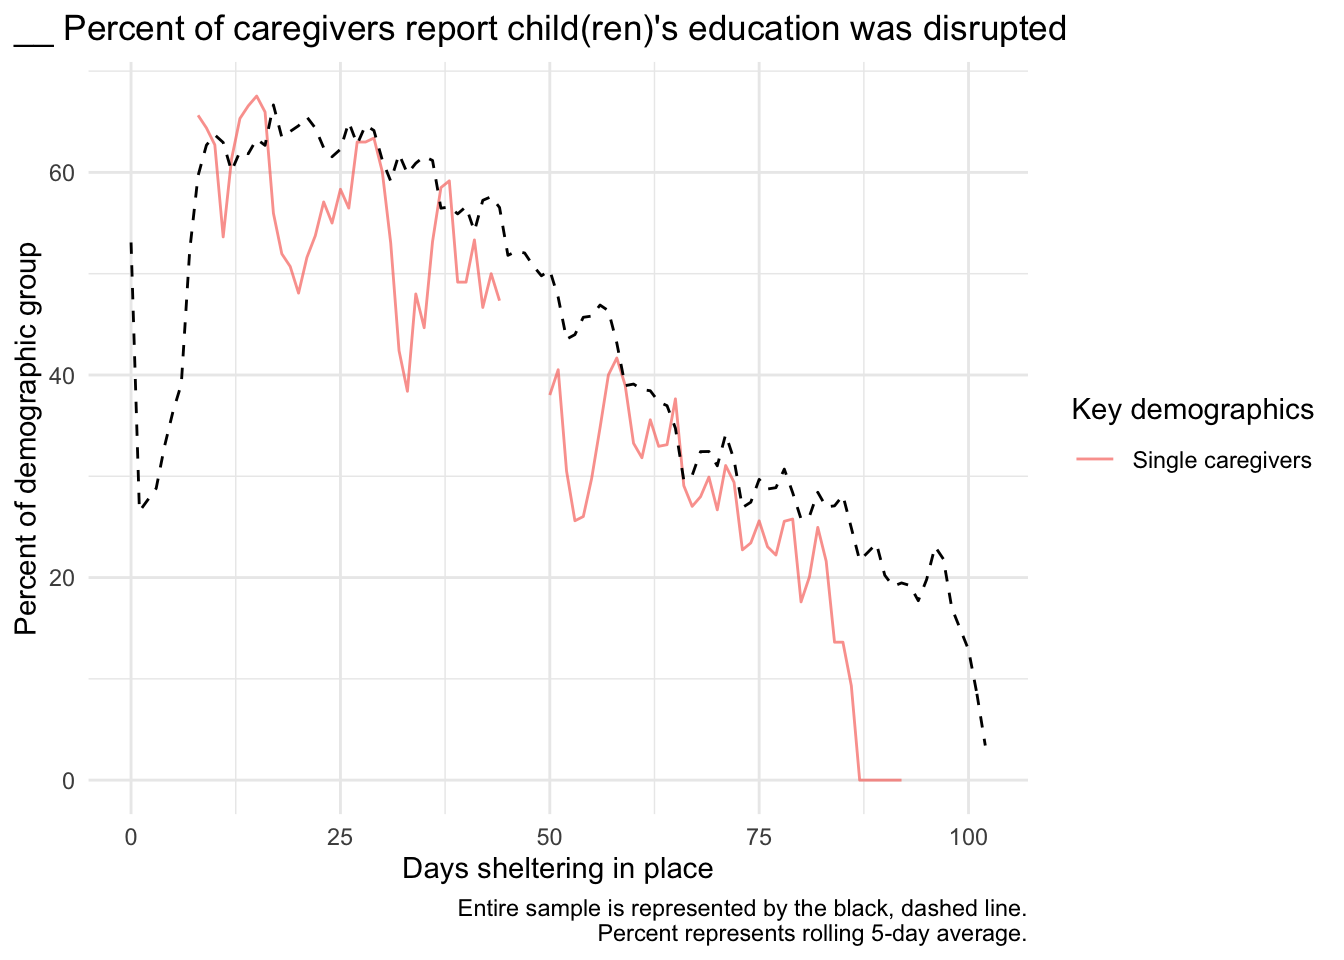 __ Percent of caregivers report child(ren)'s education was disrupted
Percent of demographic group
60
40
20
0
0 25 50 75 100
Days sheltering in place
Key demographics
Single caregivers
Entire sample is represented by the black, dashed line.
Percent represents rolling 5-day average.